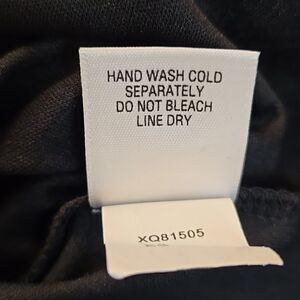 HAND WASH COLD
SEPARATELY
DO NOT BLEACH
LINE DRY
XQ81505